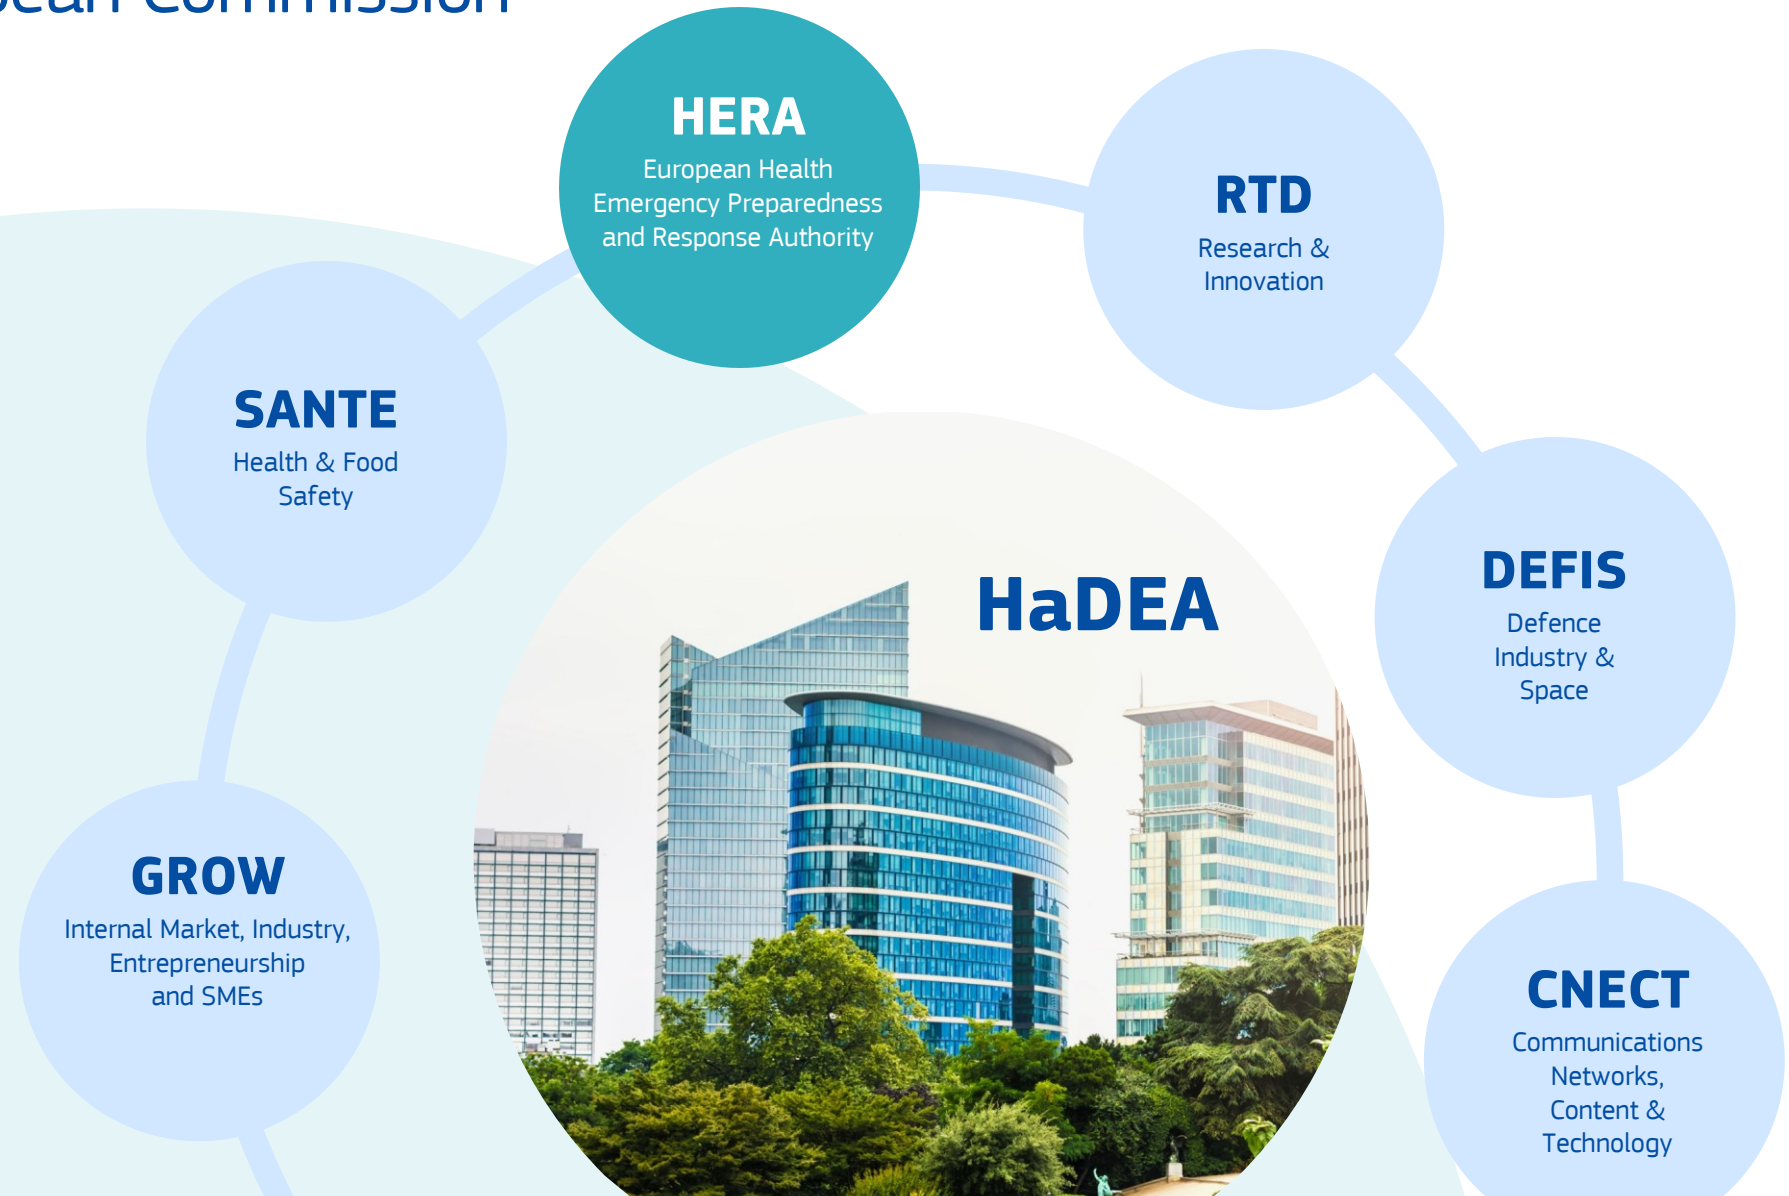 Commission
HERA
European Health
Emergency Preparedness
and Response Authority
RTD
Research &
Innovation
SANTE
Health & Food
Safety
HaDEA
DEFIS
Defence
Industry &
Space
GROW
Internal Market, Industry,
Entrepreneurship
and SMEs
CNECT
Communications
Networks,
Content &
Technology